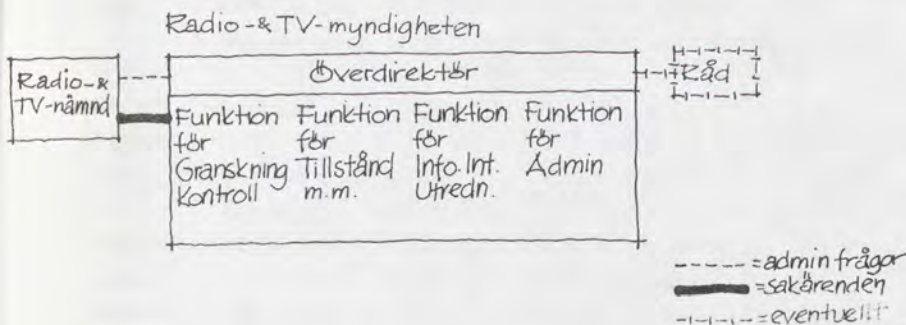 Radio-&TV-myndigheten
Radio-&
TV-nämnd
Överdirektör
Råd
Funktion
för
Granskning
Kontroll
Funktion
för
Tillstånd
m.m.
Funktion
för
Info. Int.
Utredn.
Funktion
för
Admin
----- =admin frågor
=sakärenden
-ı-ı-ı- =eventuellt